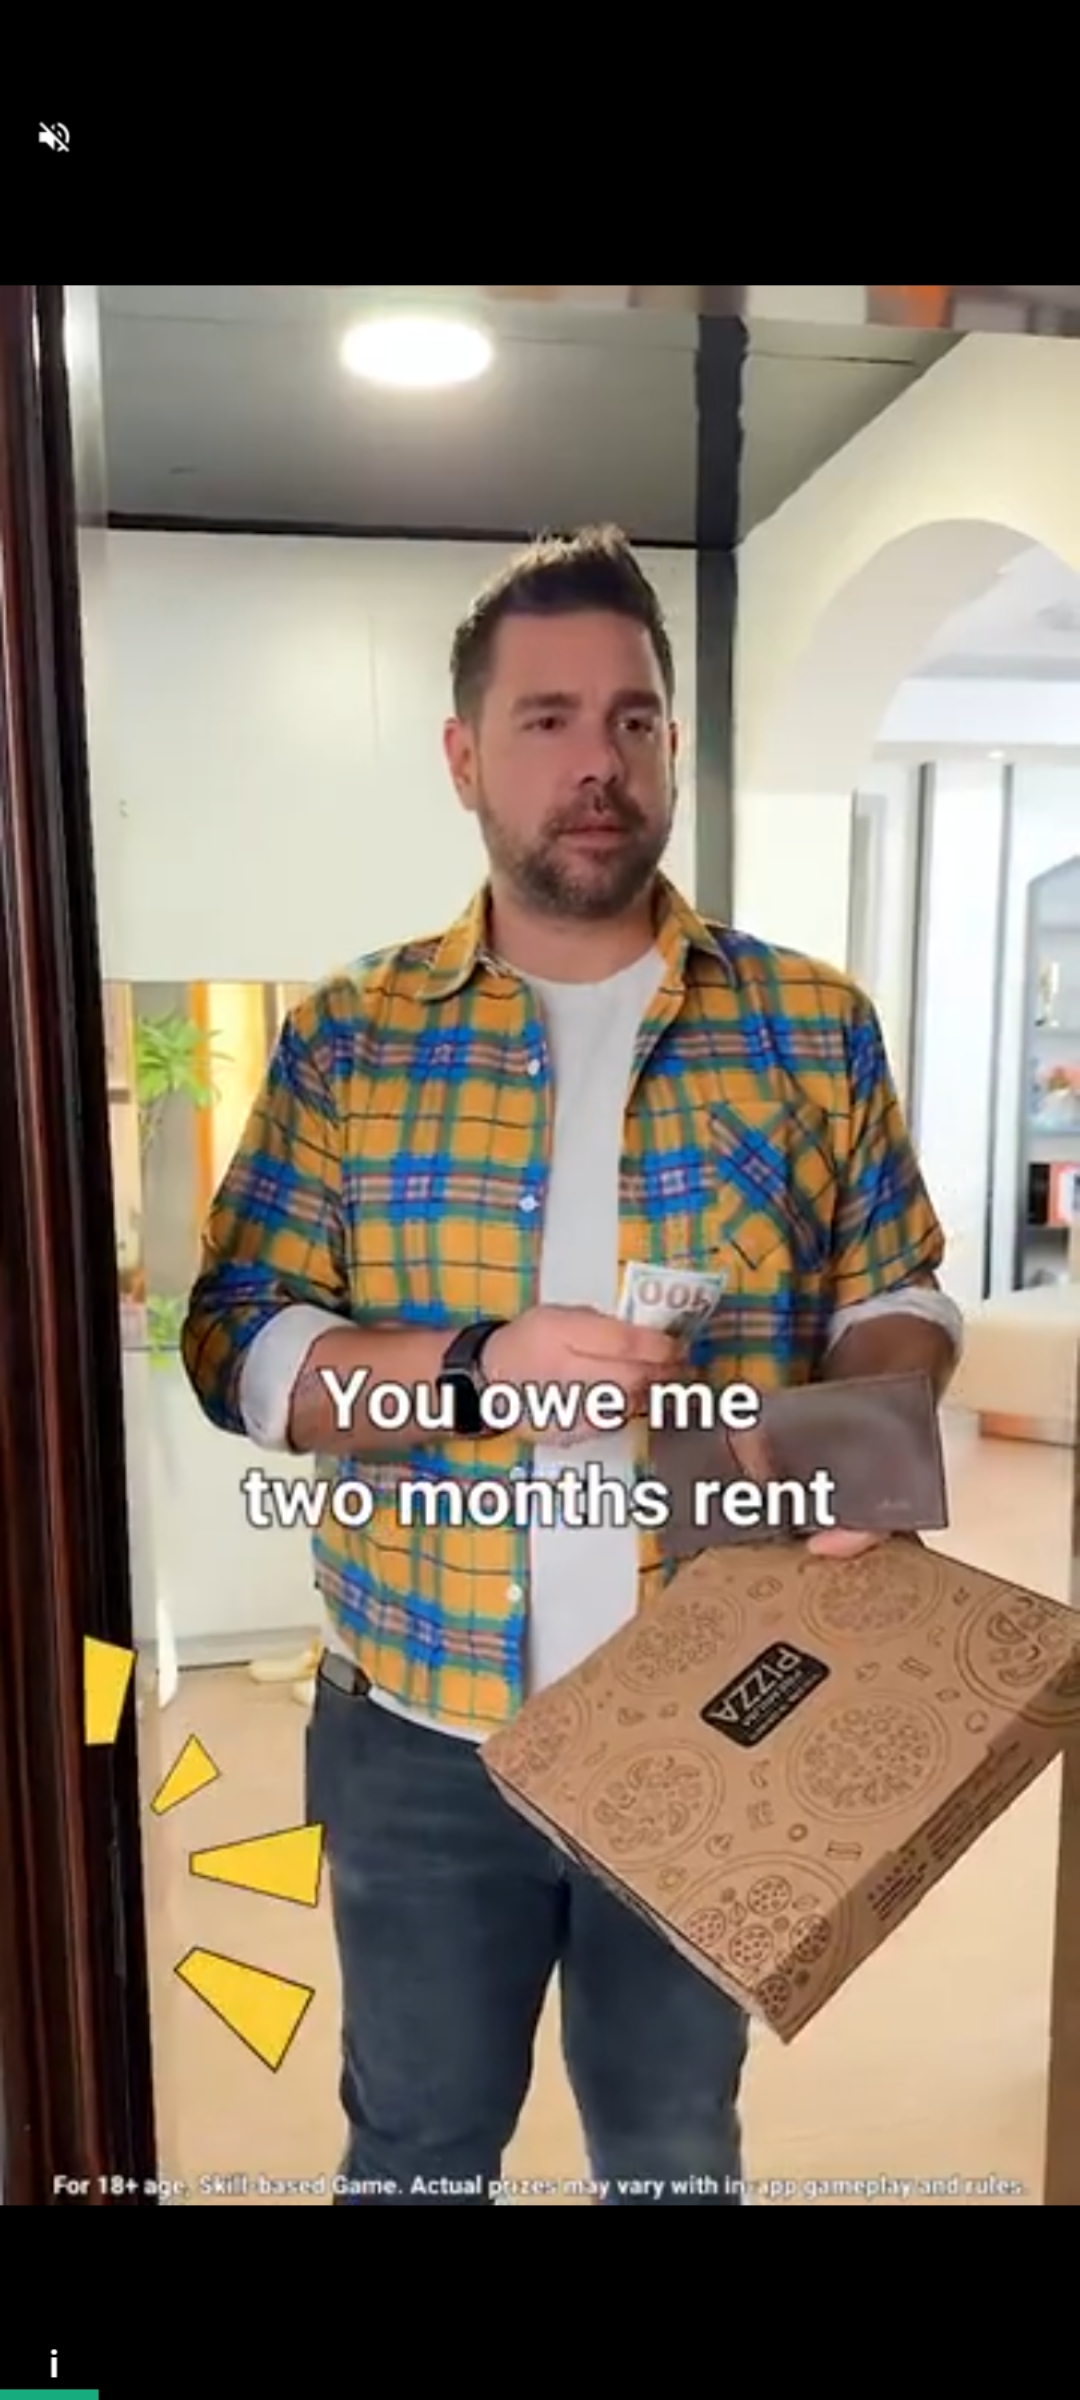 You owe me
two months rent
PIZZA
For 18+ age, Skill-based Game. Actual prizes may vary with in-app gameplay and rules.
i